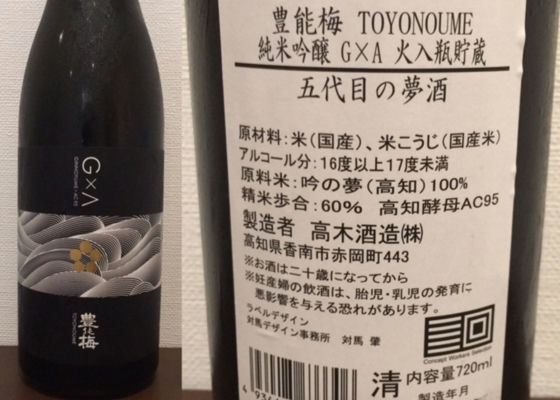 G×A
GINNOYUME×AC95
豊能梅
TOYONOUME
豊能梅 TOYONOUME
純米吟醸 G×A 火入瓶貯蔵
五代目の夢酒
原材料:米(国産)、米こうじ(国産米)
アルコール分:16度以上17度未満
原料米:吟の夢(高知)100%
精米歩合:60% 高知酵母AC95
製造者 高木酒造㈱
高知県香南市赤岡町443
※お酒は二十歳になってから
※妊産婦の飲酒は、胎児・乳児の発育に
悪影響を与える恐れがあります。
ラベルデザイン
対馬デザイン事務所 対馬 肇
Concept Workers Selection
清 内容量720ml
製造年月